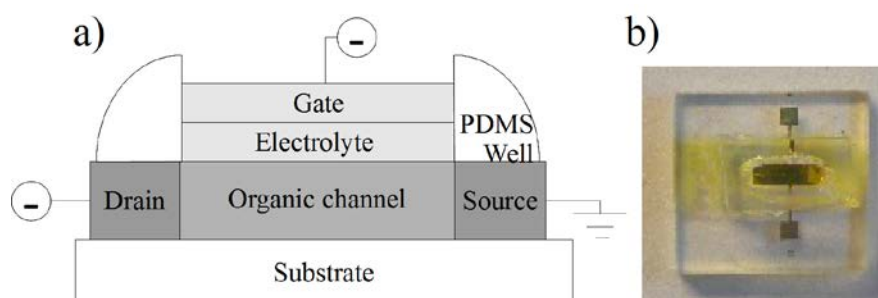 a)
b)
-
Gate
Electrolyte
PDMS
Well
-
Drain
Organic channel
Source
Substrate